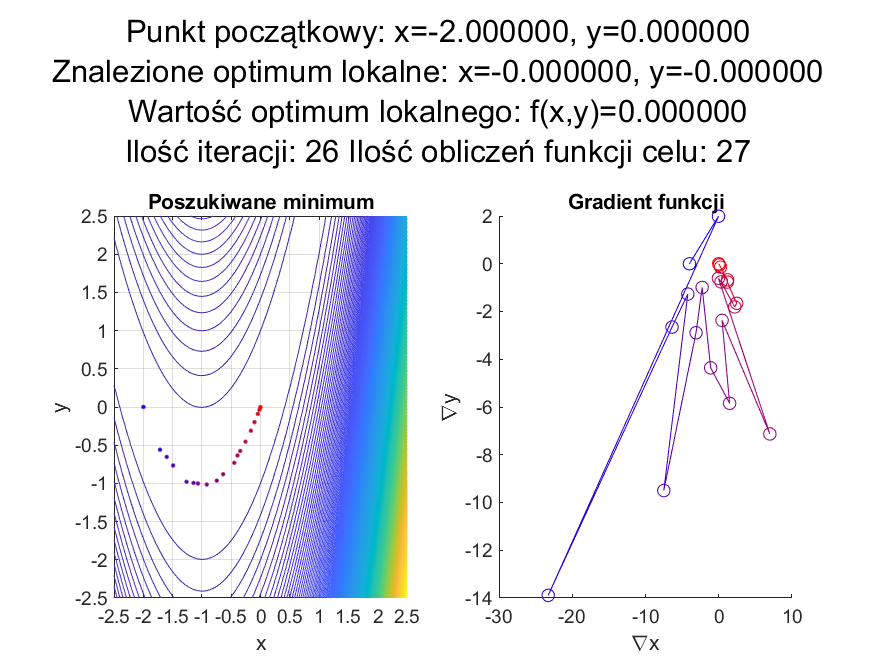 Punkt początkowy: x=-2.000000, y=0.000000
Znalezione optimum lokalne: x=-0.000000, y=-0.000000
Wartość optimum lokalnego: f(x,y)=0.000000
Ilość iteracji: 26 Ilość obliczeń funkcji celu: 27
Poszukiwane minimum
2.5
2
1.5
1
0.5
0
-0.5
-1
-1.5
-2
-2.5
y
-2.5 -2 -1.5 -1 -0.5 0 0.5 1 1.5 2 2.5
x
Gradient funkcji
2
0
-2
-4
-6
-8
-10
-12
-14
∇y
-30 -20 -10 0 10
∇x